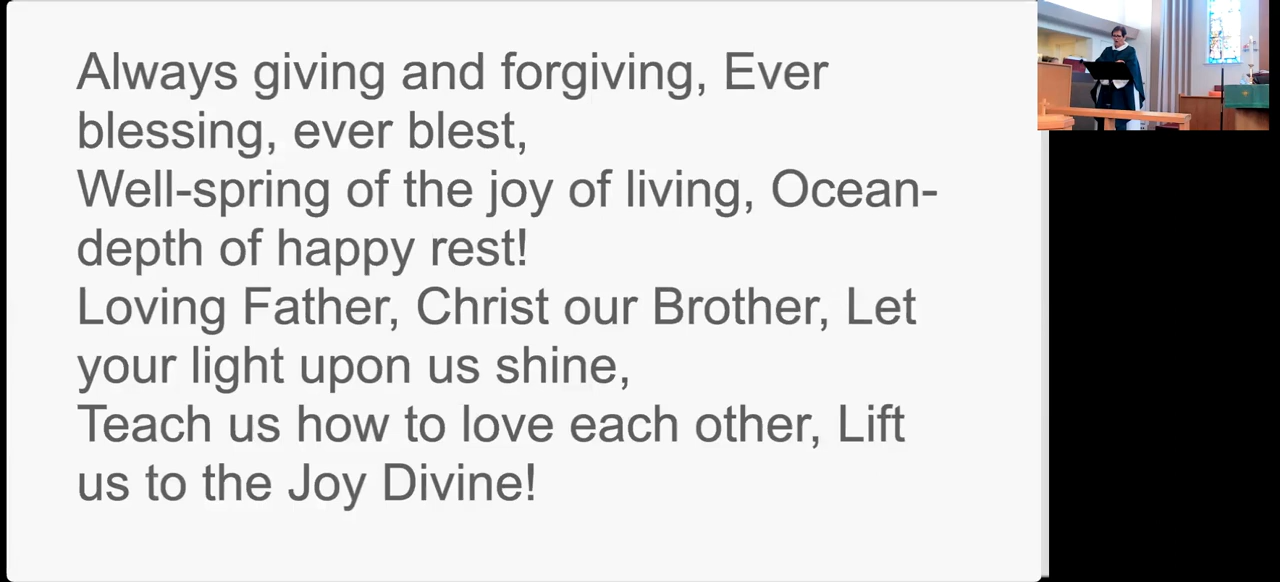 Always giving and forgiving, Ever
blessing, ever blest,
Well-spring of the joy of living, Ocean-
depth of happy rest!
Loving Father, Christ our Brother, Let
your light upon us shine,
Teach us how to love each other, Lift
us to the Joy Divine!